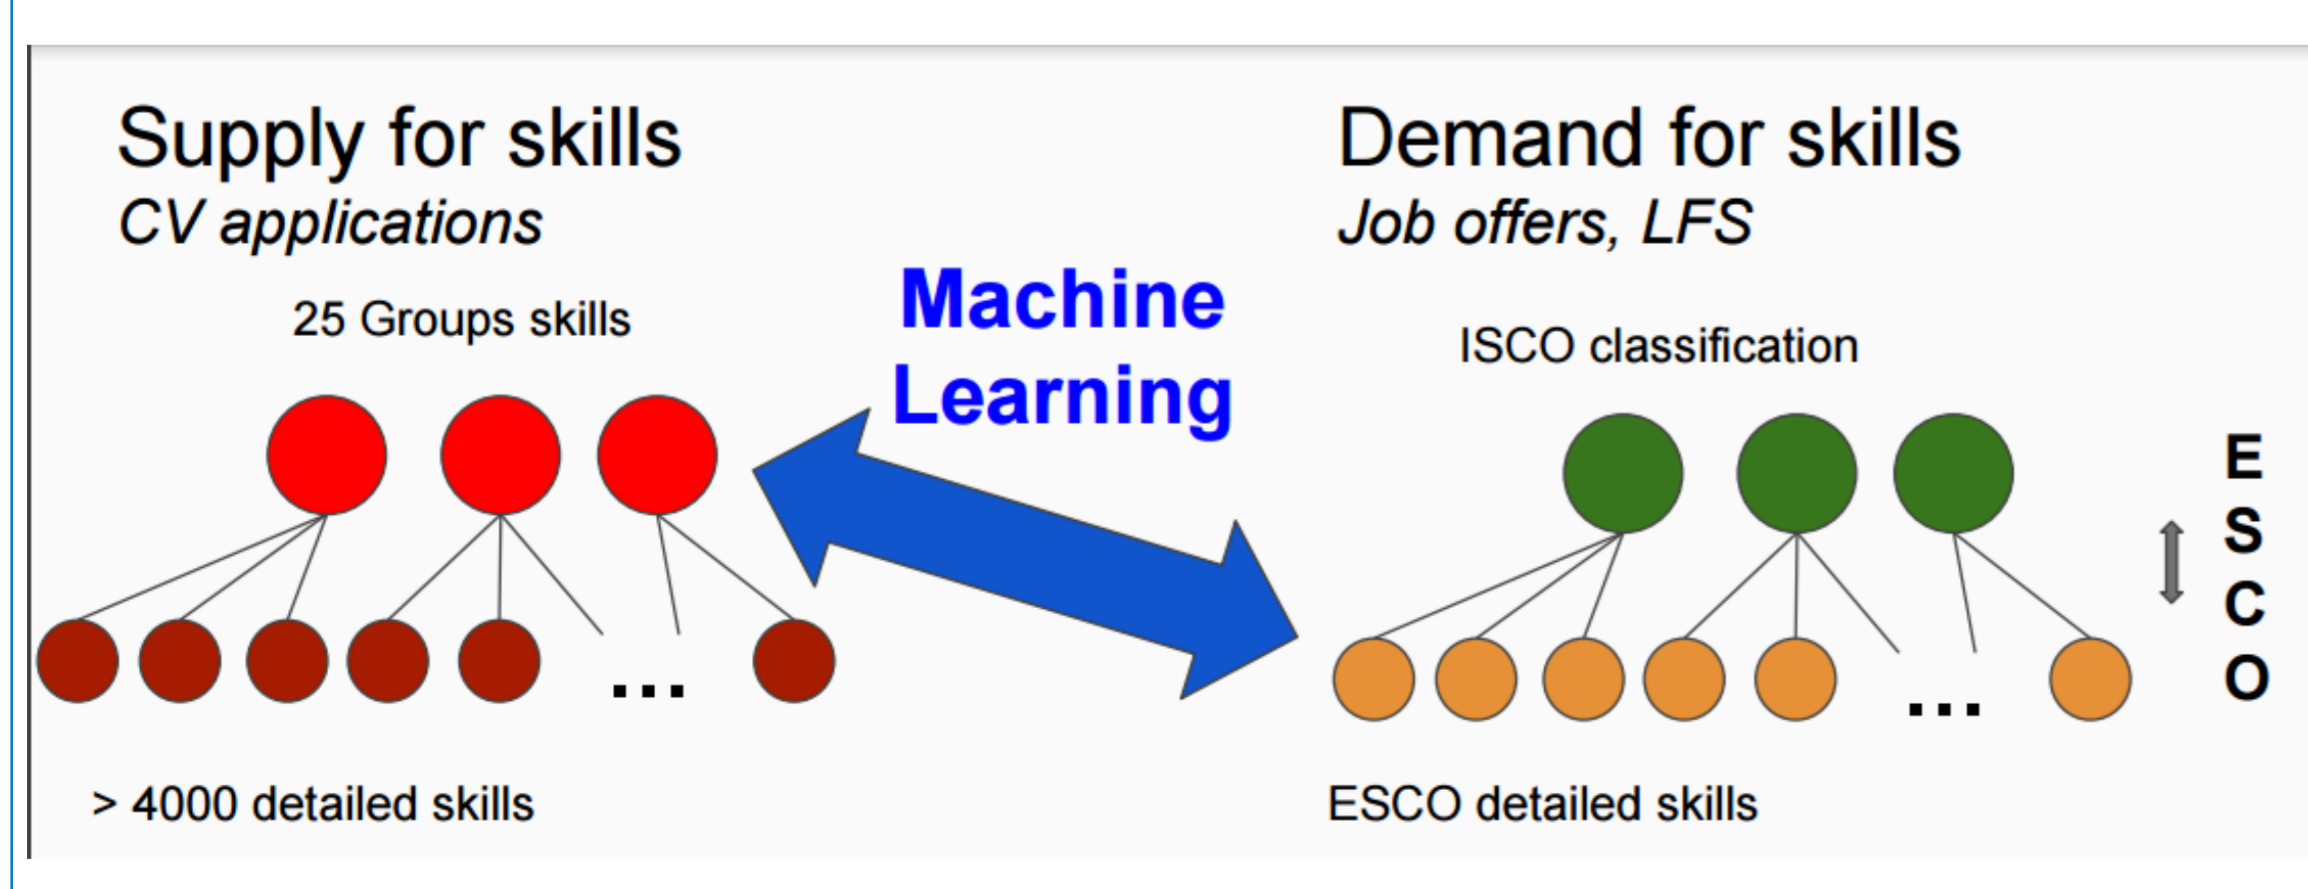 Supply for skills
CV applications
25 Groups skills
> 4000 detailed skills
Machine
Learning
Demand for skills
Job offers, LFS
ISCO classification
ESCO detailed skills
E
S
C
O
...
...